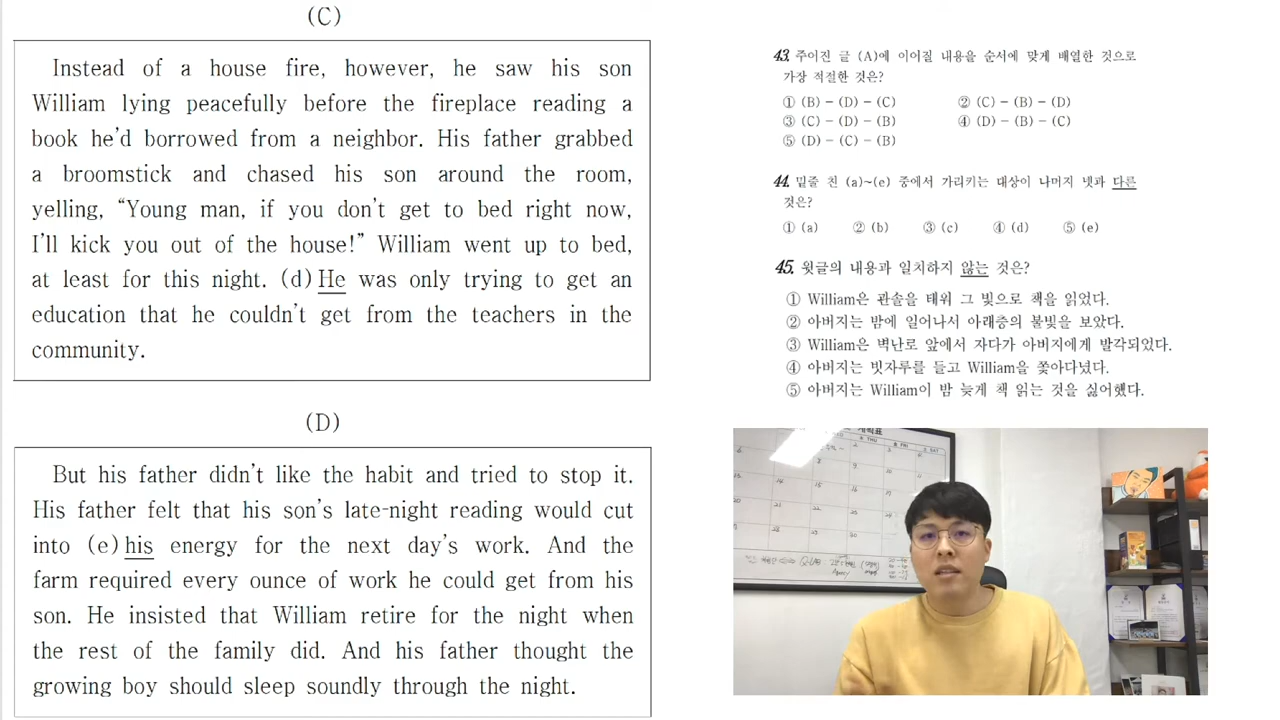 (C)
Instead of a house fire, however, he saw his son
William lying peacefully before the fireplace reading a
book he'd borrowed from a neighbor. His father grabbed
a broomstick and chased his son around the room,
yelling, “Young man, if you don't get to bed right now,
I'll kick you out of the house!” William went up to bed,
at least for this night. (d) He was only trying to get an
education that he couldn't get from the teachers in the
community.
(D)
But his father didn't like the habit and tried to stop it.
His father felt that his son's late-night reading would cut
into (e) his energy for the next day's work. And the
farm required every ounce of work he could get from his
son. He insisted that William retire for the night when
the rest of the family did. And his father thought the
growing boy should sleep soundly through the night.
43. 주어진 글 (A)에 이어질 내용을 순서에 맞게 배열한 것으로
가장 적절한 것은?
① (B) - (D) - (C) ② (C) - (B) - (D)
③ (C) - (D) - (B) ④ (D) - (B) - (C)
⑤ (D) - (C) - (B)
44. 밑줄 친 (a)~(e) 중에서 가리키는 대상이 나머지 넷과 다른
것은?
① (a) ② (b) ③ (c) ④ (d) ⑤ (e)
45. 윗글의 내용과 일치하지 않는 것은?
① William은 관솔을 태워 그 빛으로 책을 읽었다.
② 아버지는 밤에 일어나서 아래층의 불빛을 보았다.
③ William은 벽난로 앞에서 자다가 아버지에게 발각되었다.
④ 아버지는 빗자루를 들고 William을 쫓아다녔다.
⑤ 아버지는 William이 밤 늦게 책 읽는 것을 싫어했다.
THU FRI SAT